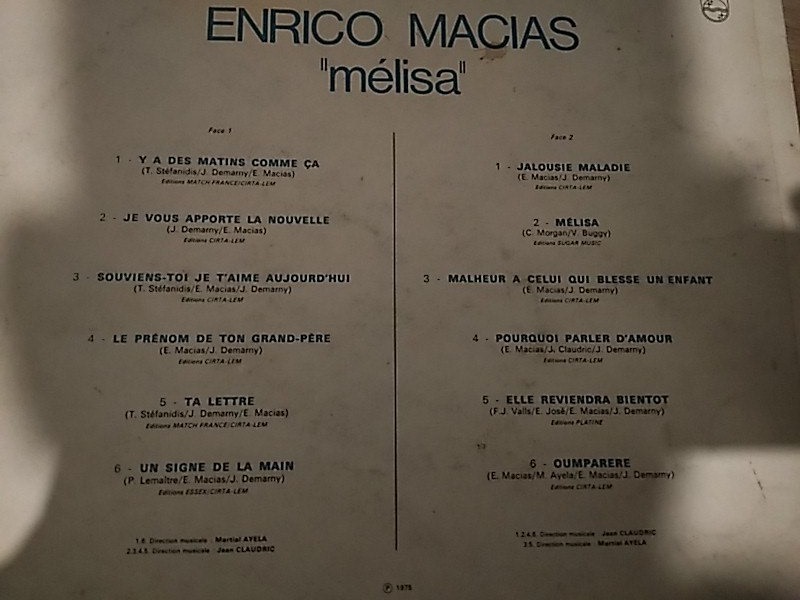 ENRICO MACIAS
"mélisa"
Face 1
1 - Y A DES MATINS COMME ÇA
(T. Stéfanidis/J. Demarny/E. Macias)
Editions MATCH FRANCE/CIRTA-LEM
2 - JE VOUS APPORTE LA NOUVELLE
(J. Demarny/E. Macias)
Editions CIRTA-LEM
3 - SOUVIENS-TOI JE T'AIME AUJOURD'HUI
(T. Stéfanidis/E. Macias/J. Demarny)
Editions CIRTA-LEM
4 - LE PRÉNOM DE TON GRAND-PÈRE
(E. Macias/J. Demarny)
Editions CIRTA-LEM
5 - TA LETTRE
(T. Stéfanidis/J. Demarny/E. Macias)
Editions MATCH FRANCE/CIRTA-LEM
6 - UN SIGNE DE LA MAIN
(P. Lemaître/E. Macias/J. Demarny)
Editions ESSEX/CIRTA-LEM
1.6. Direction musicale : Martial AYELA
2.3.4.5. Direction musicale : Jean CLAUDRIC
Face 2
1 - JALOUSIE MALADIE
(E. Macias/J. Demarny)
Editions CIRTA-LEM
2 - MÉLISA
(C. Morgan/V. Buggy)
Editions SUGAR MUSIC
3 - MALHEUR A CELUI QUI BLESSE UN ENFANT
(E. Macias/J. Demarny)
Editions CIRTA-LEM
4 - POURQUOI PARLER D'AMOUR
(E. Macias/J. Claudric/J. Demarny)
Editions CIRTA-LEM
5 - ELLE REVIENDRA BIENTOT
(F.J. Valls/E. José/E. Macias/J. Demarny)
Editions PLATINE
6 - OUMPARERE
(E. Macias/M. Ayela/E. Macias/J. Demarny)
Editions CIRTA-LEM
1.2.4.6. Direction musicale : Jean CLAUDRIC
3.5. Direction musicale : Martial AYELA
Ⓟ 1975